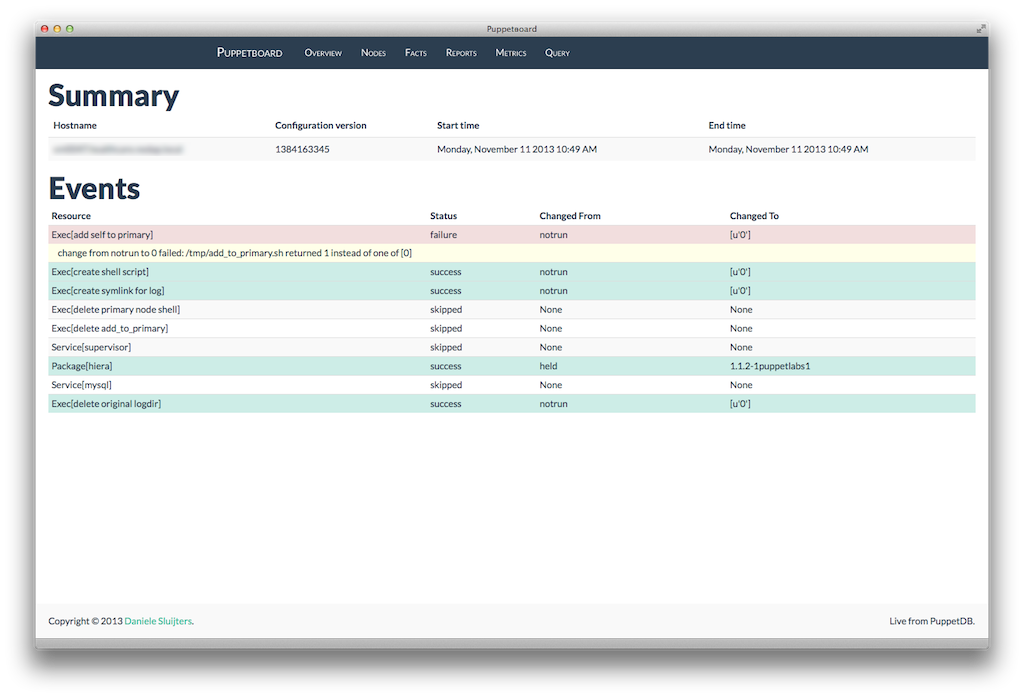 Puppetboard
Puppetboard Overview Nodes Facts Reports Metrics Query
Summary
Hostname Configuration version Start time End time
1384163345 Monday, November 11 2013 10:49 AM Monday, November 11 2013 10:49 AM
Events
Resource Status Changed From Changed To
Exec[add self to primary] failure notrun [u'0']
change from notrun to 0 failed: /tmp/add_to_primary.sh returned 1 instead of one of [0]
Exec[create shell script] success notrun [u'0']
Exec[create symlink for log] success notrun [u'0']
Exec[delete primary node shell] skipped None None
Exec[delete add_to_primary] skipped None None
Service[supervisor] skipped None None
Package[hiera] success held 1.1.2-1puppetlabs1
Service[mysql] skipped None None
Exec[delete original logdir] success notrun [u'0']
Copyright © 2013 Daniele Sluijters. Live from PuppetDB.